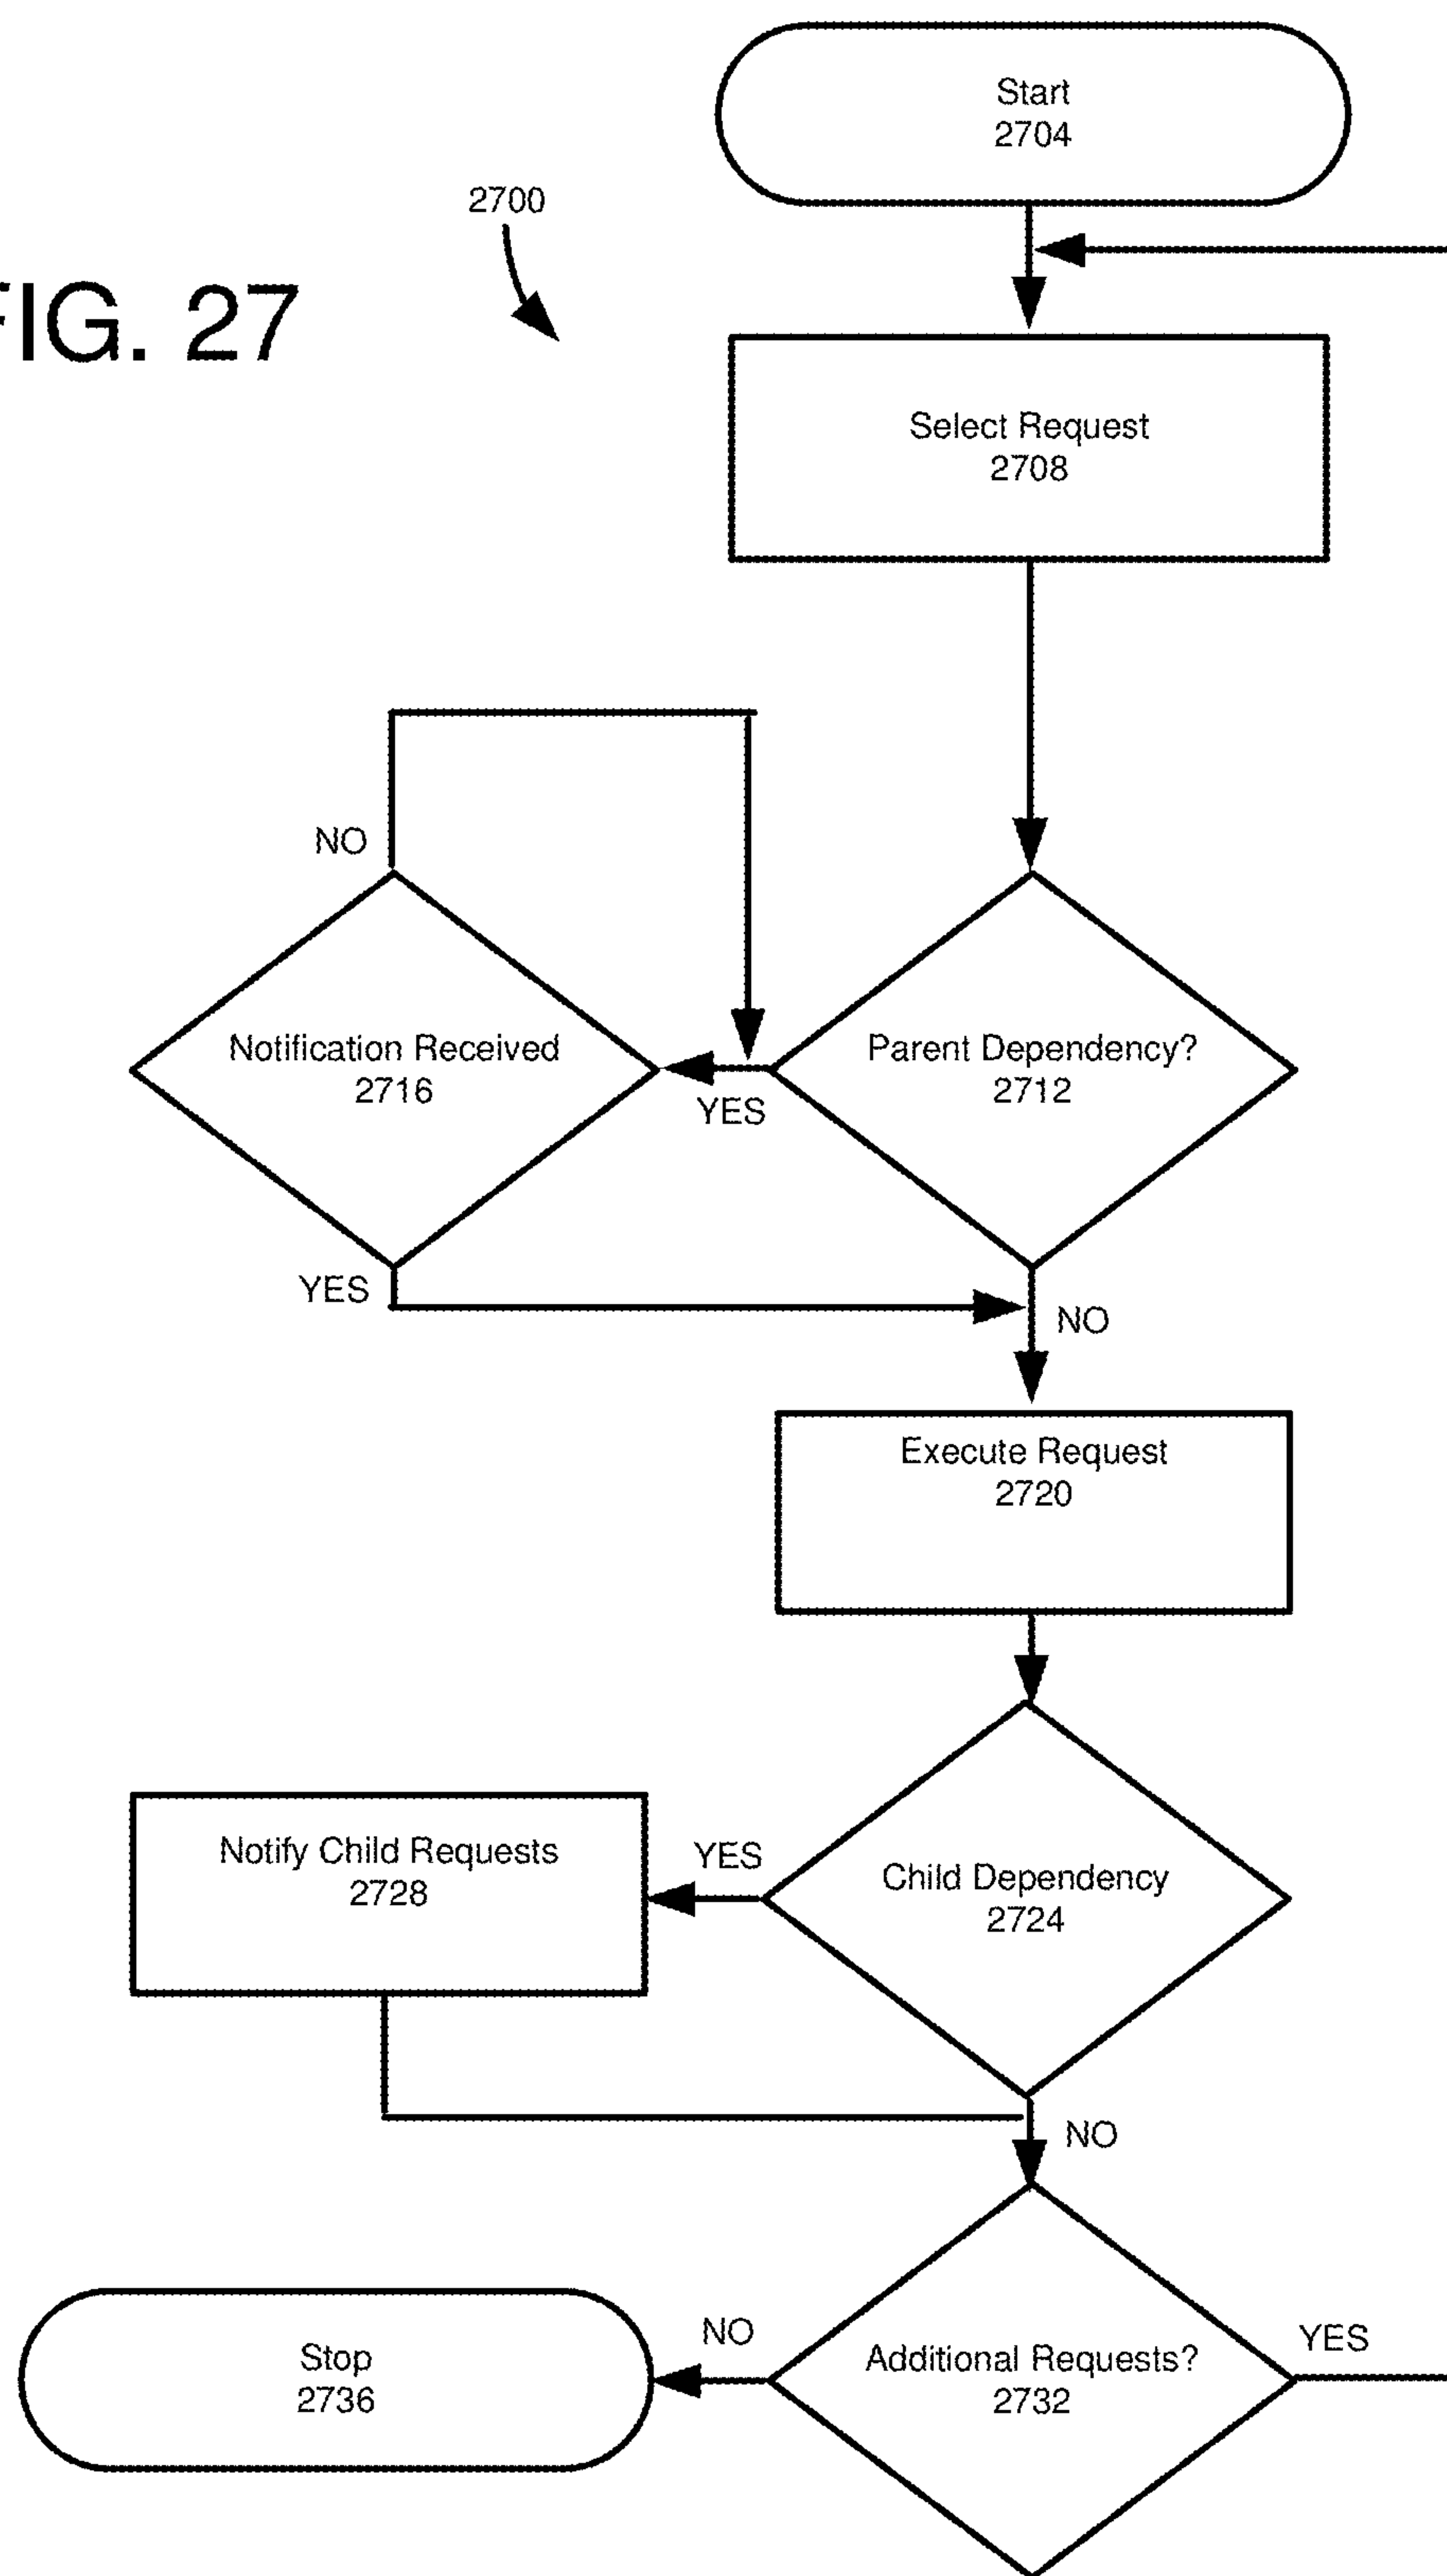 Start
2704
2700
FIG. 27
Select Request
2708
NO
Notification Received
2716
YES
Parent Dependency?
2712
YES
NO
Execute Request
2720
Notify Child Requests
2728
YES
Child Dependency
2724
NO
Stop
2736
NO
Additional Requests?
2732
YES